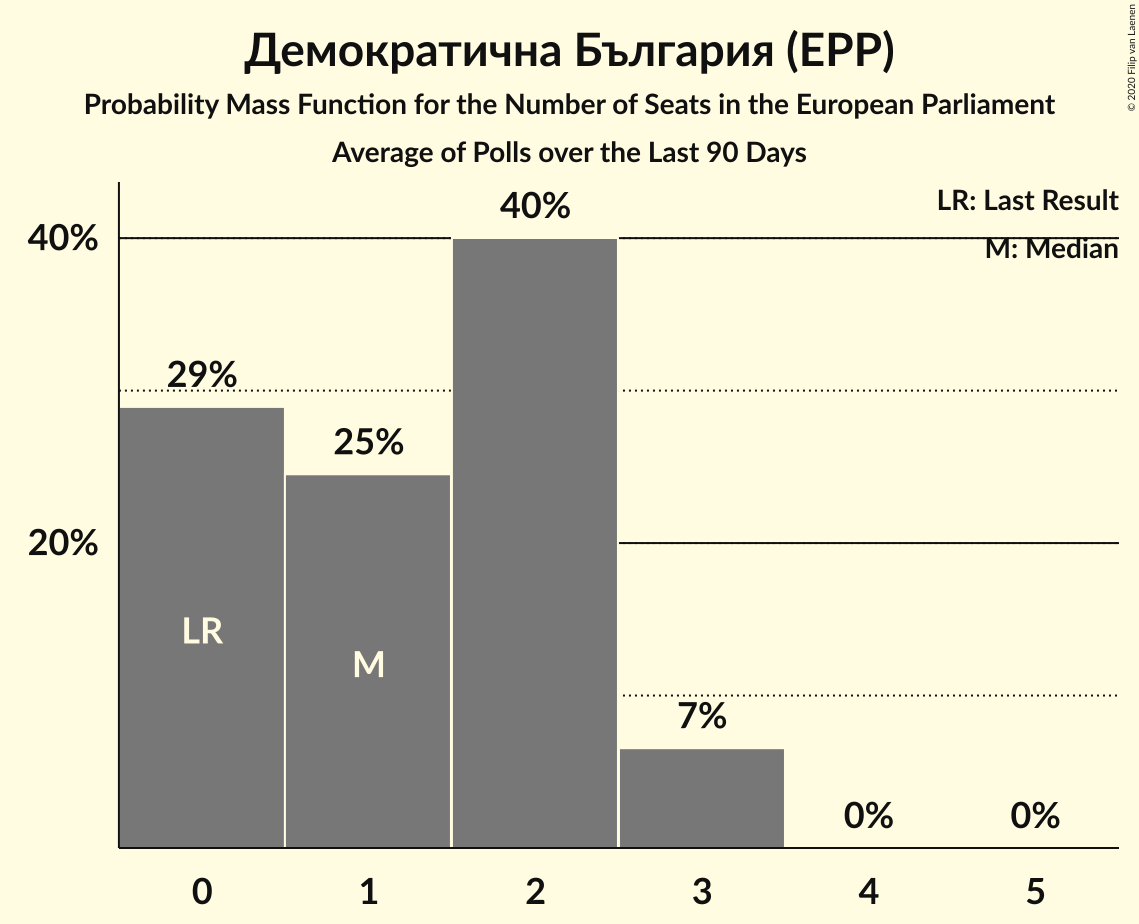 Демократична България (EPP)
Probability Mass Function for the Number of Seats in the European Parliament
Average of Polls over the Last 90 Days
© 2020 Filip van Laenen
LR: Last Result
M: Median
40%
20%
29%
25%
40%
7%
0%
0%
LR
M
0
1
2
3
4
5